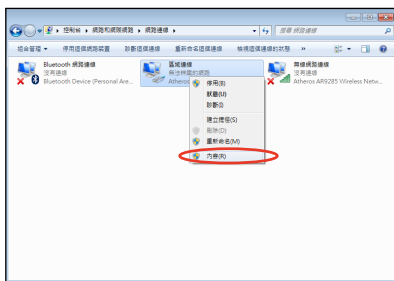 控制台 ▸ 網路和網際網路 ▸ 網路連線 ▸
搜尋 網路連線
組合管理 ▾ 停用這個網路裝置 診斷這個連線 重新命名這個連線 檢視這個連線的狀態 »
Bluetooth 網路連線
沒有連線
Bluetooth Device (Personal Are...
區域連線
無法辨識的網路
Atheros
無線網路連線
沒有連線
Atheros AR9285 Wireless Netw...
停用(B)
狀態(U)
診斷(I)
建立捷徑(S)
刪除(D)
重新命名(M)
內容(R)